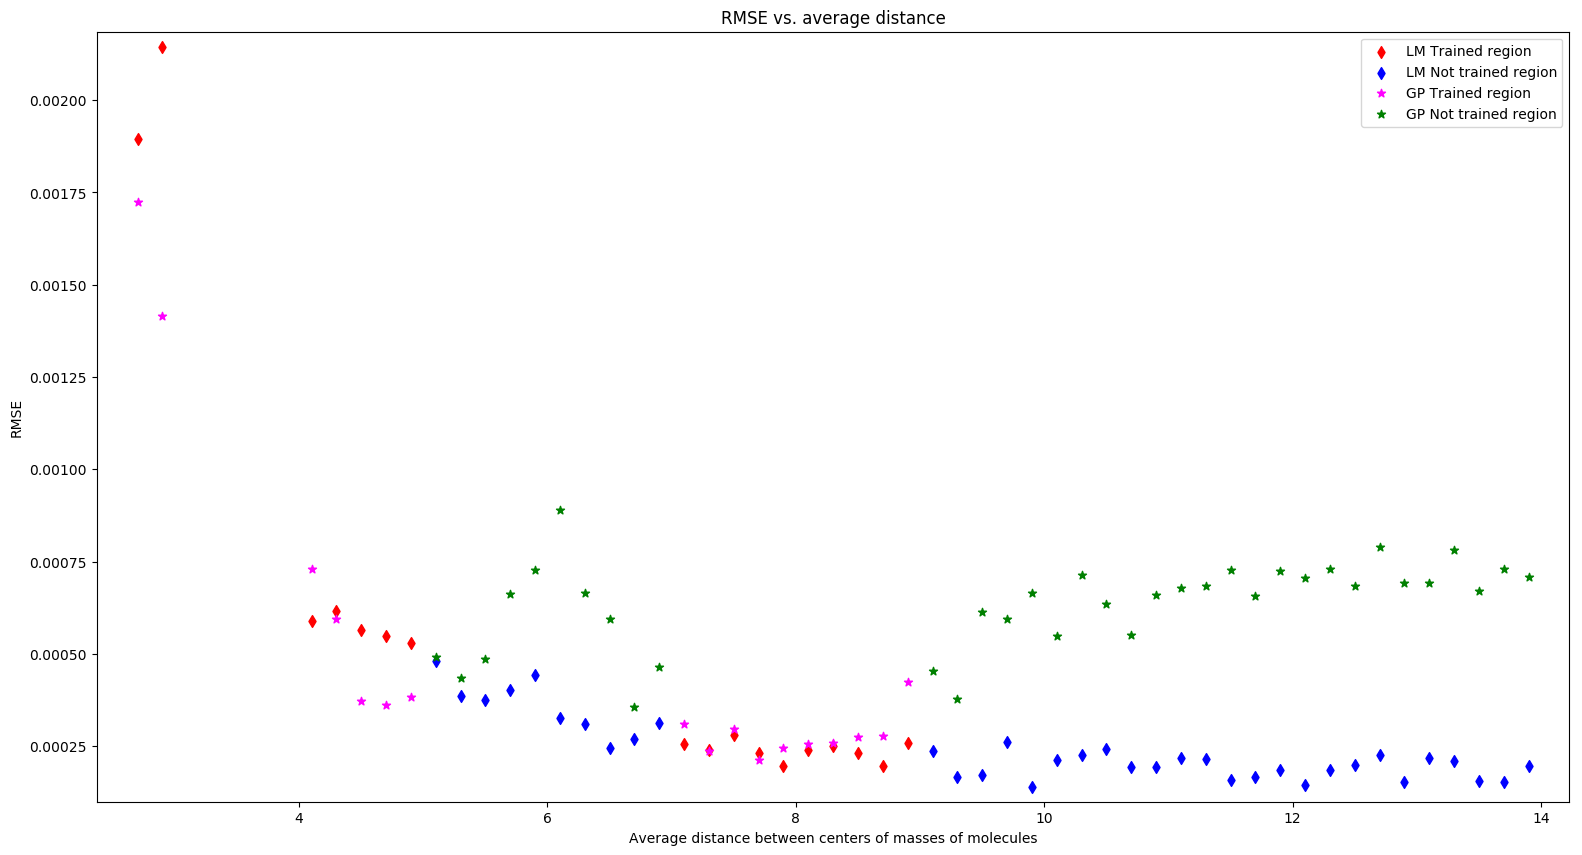 RMSE vs. average distance
LM Trained region
LM Not trained region
GP Trained region
GP Not trained region
0.00200
0.00175
0.00150
0.00125
0.00100
0.00075
0.00050
0.00025
RMSE
4 6 8 10 12 14
Average distance between centers of masses of molecules